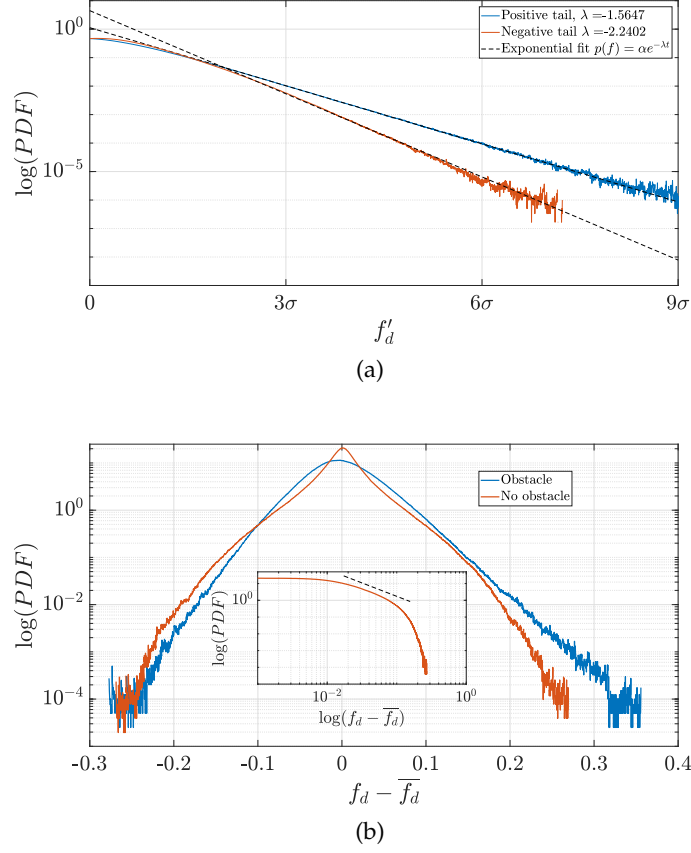 Positive tail, λ =-1.5647
Negative tail λ =-2.2402
Exponential fit p(f) = αe^{-λt}
10^0
10^{-5}
log(PDF)
0
3σ
6σ
9σ
f'_d
(a)
Obstacle
No obstacle
10^0
10^{-2}
10^{-4}
log(PDF)
10^0
log(PDF)
10^{-2}
10^0
log(f_d − \overline{f_d})
-0.3
-0.2
-0.1
0
0.1
0.2
0.3
0.4
f_d − \overline{f_d}
(b)